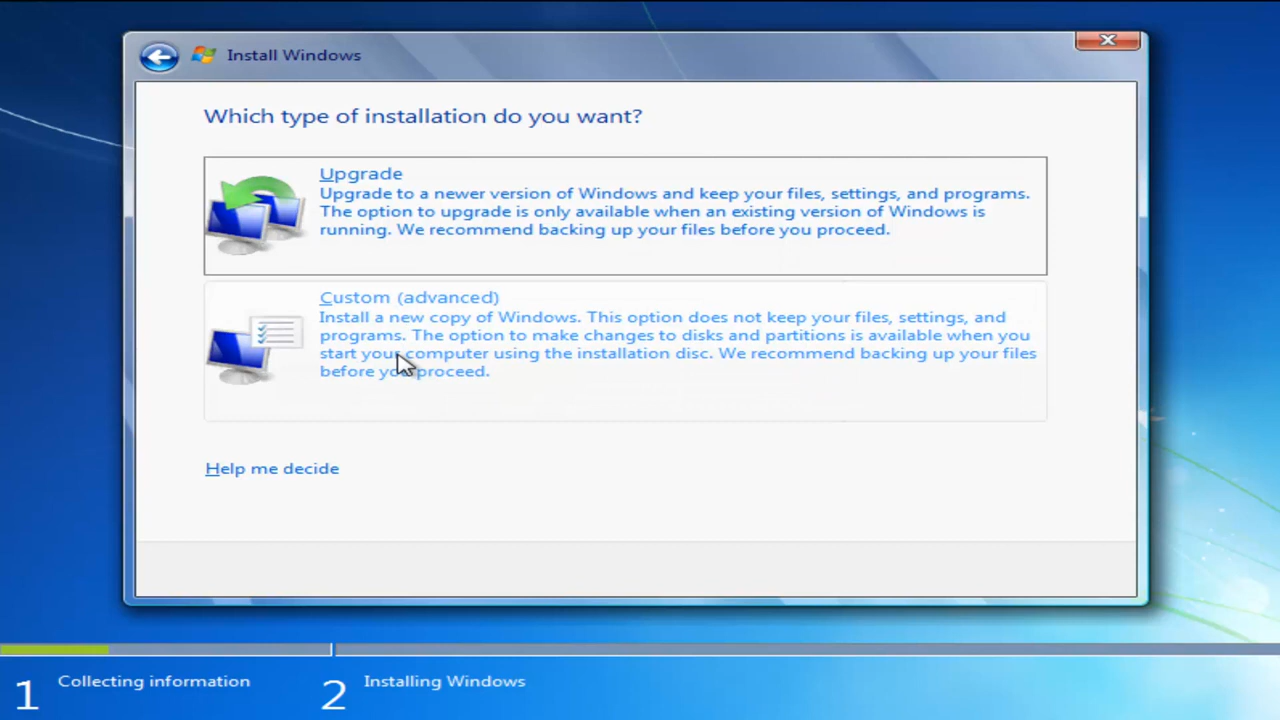 Install Windows
Which type of installation do you want?
Upgrade
Upgrade to a newer version of Windows and keep your files, settings, and programs.
The option to upgrade is only available when an existing version of Windows is
running. We recommend backing up your files before you proceed.
Custom (advanced)
Install a new copy of Windows. This option does not keep your files, settings, and
programs. The option to make changes to disks and partitions is available when you
start your computer using the installation disc. We recommend backing up your files
before you proceed.
Help me decide
1 Collecting information
2 Installing Windows